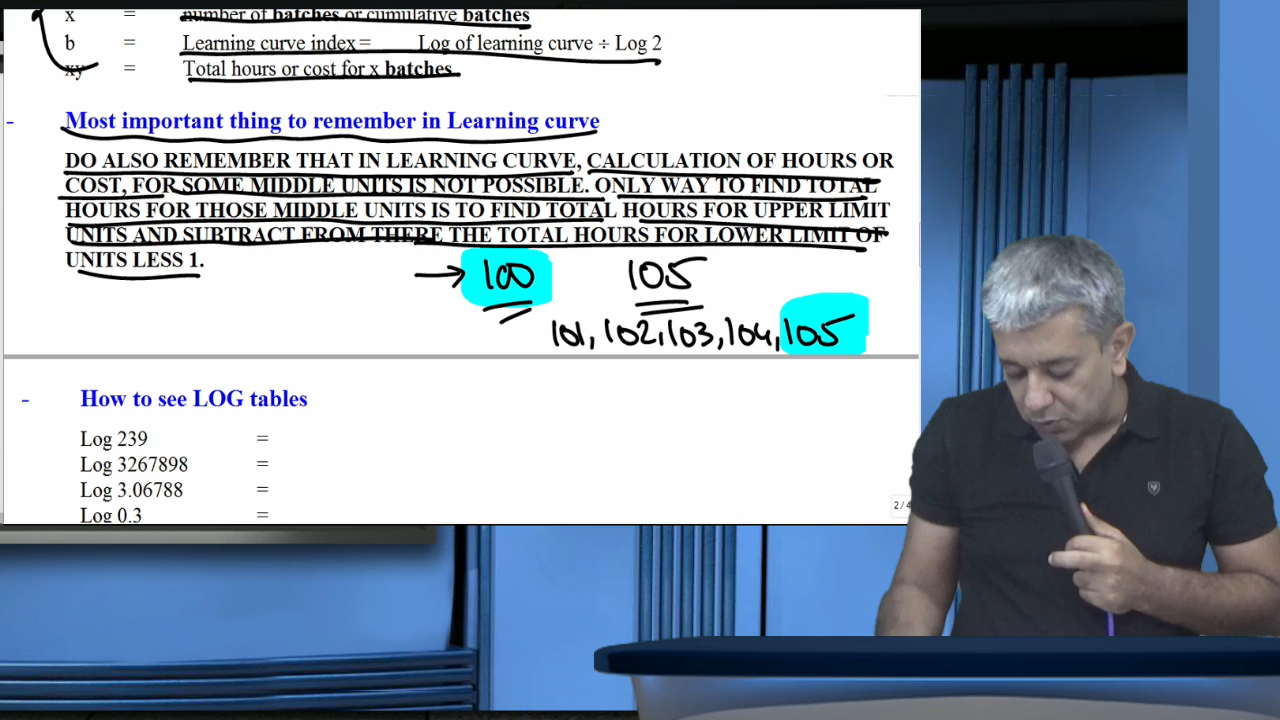 x = number of batches or cumulative batches
b = Learning curve index = Log of learning curve ÷ Log 2
xy = Total hours or cost for x batches
- Most important thing to remember in Learning curve
DO ALSO REMEMBER THAT IN LEARNING CURVE, CALCULATION OF HOURS OR
COST, FOR SOME MIDDLE UNITS IS NOT POSSIBLE. ONLY WAY TO FIND TOTAL
HOURS FOR THOSE MIDDLE UNITS IS TO FIND TOTAL HOURS FOR UPPER LIMIT
UNITS AND SUBTRACT FROM THERE THE TOTAL HOURS FOR LOWER LIMIT OF
UNITS LESS 1.
→ 100 105
101, 102, 103, 104, 105
- How to see LOG tables
Log 239 =
Log 3267898 =
Log 3.06788 =
Log 0.3 =
2 / 4